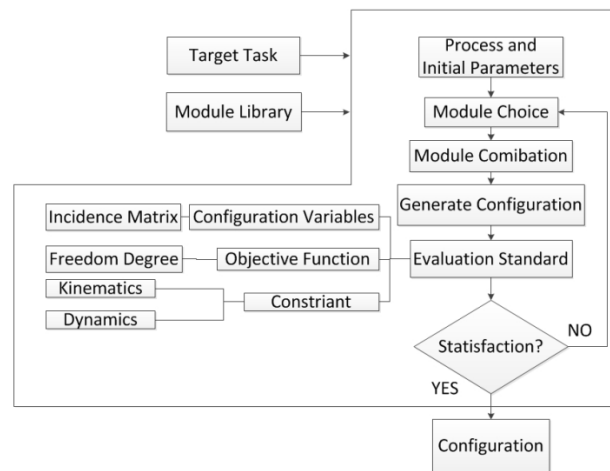 Target Task
Module Library
Process and
Initial Parameters
Module Choice
Module Comibation
Generate Configuration
Incidence Matrix
Configuration Variables
Freedom Degree
Objective Function
Evaluation Standard
Kinematics
Dynamics
Constriant
Statisfaction?
NO
YES
Configuration